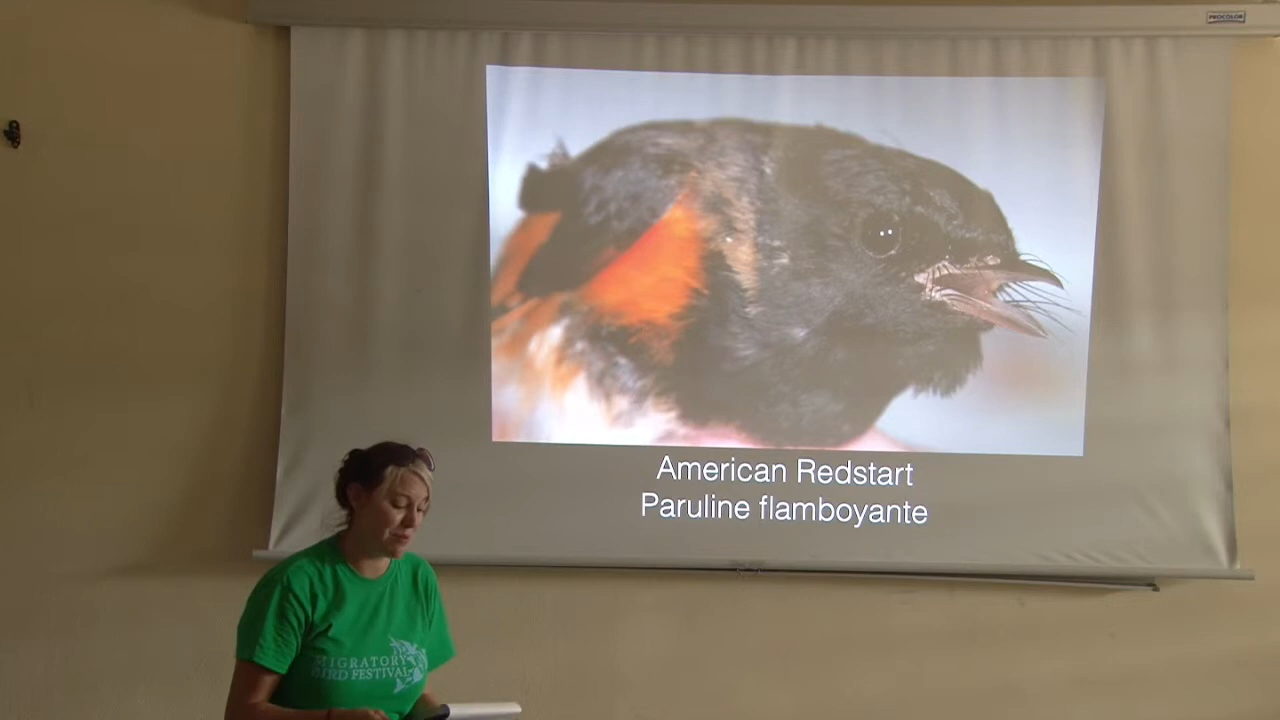 PROCOLOR
American Redstart
Paruline flamboyante
MIGRATORY
BIRD FESTIVAL